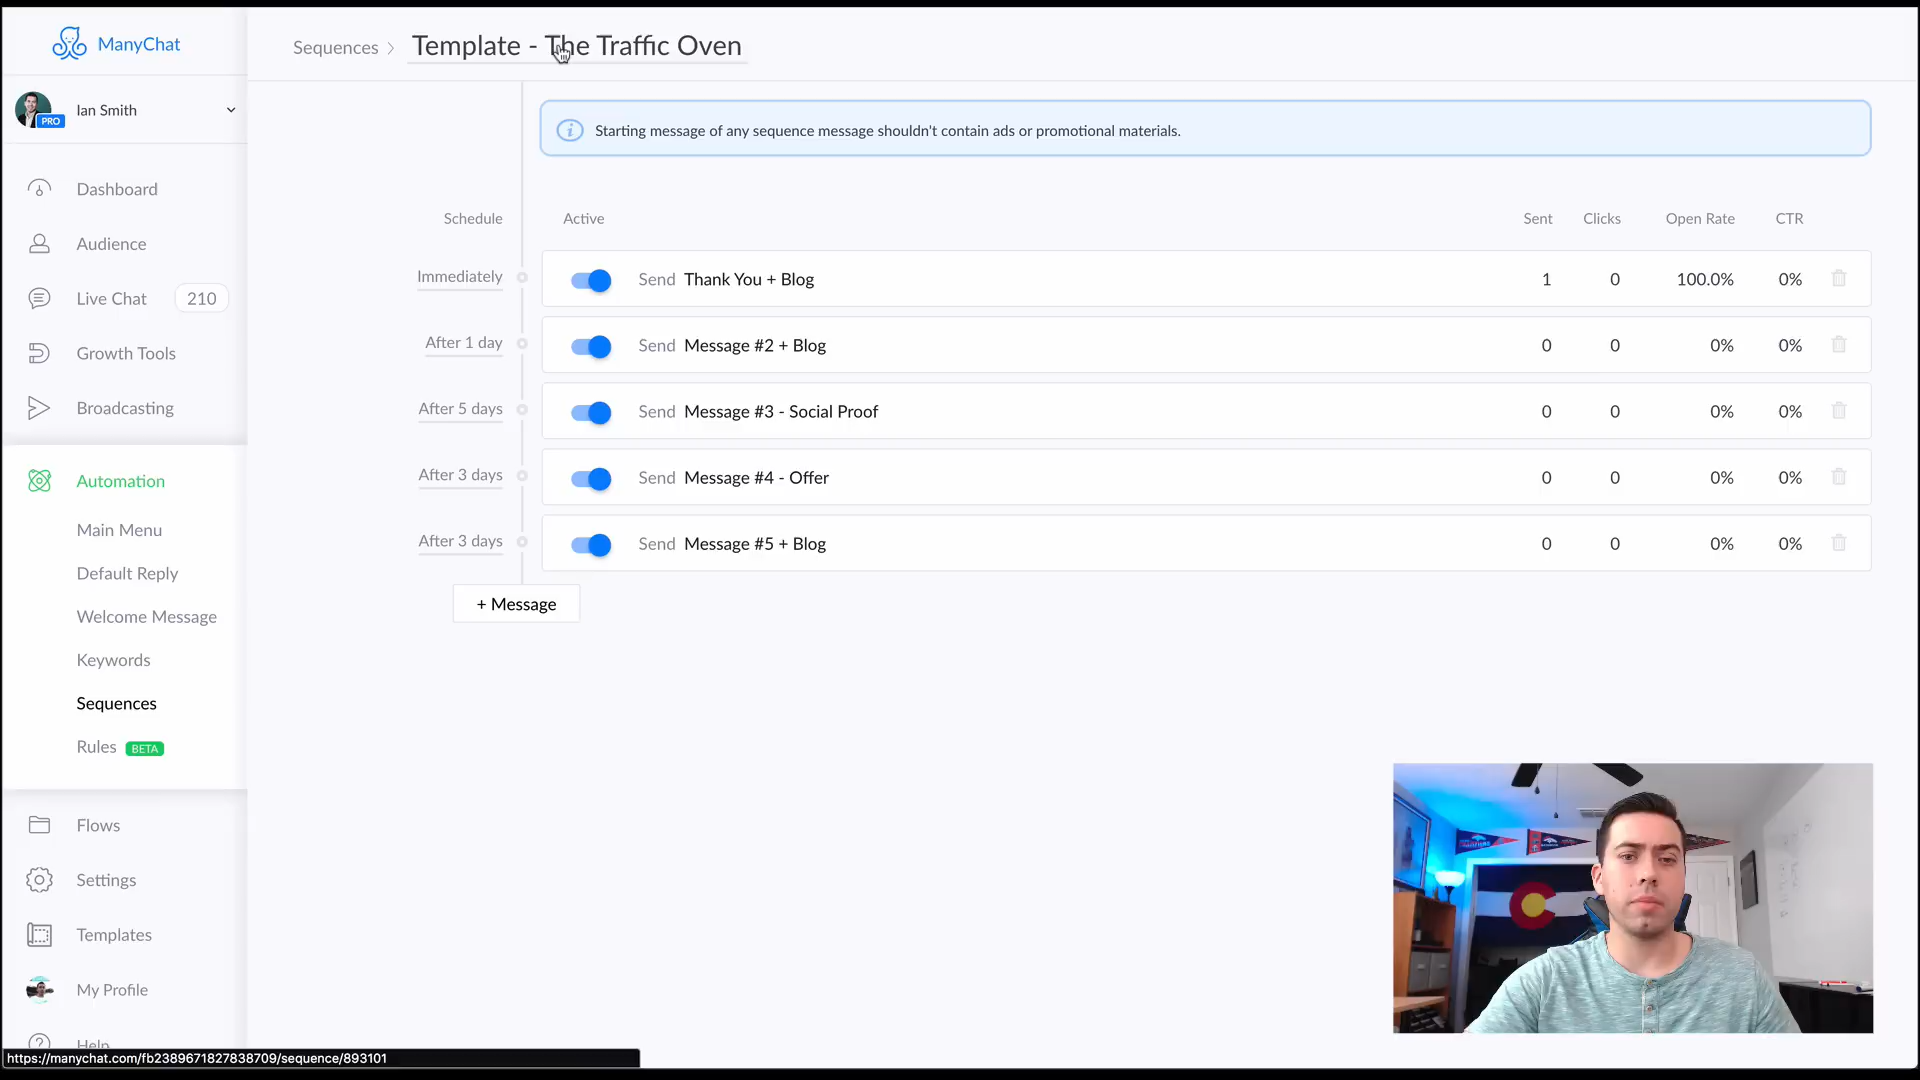 ManyChat
Sequences > Template - The Traffic Oven
PRO
Ian Smith
Starting message of any sequence message shouldn't contain ads or promotional materials.
Dashboard
Audience
Live Chat 210
Growth Tools
Broadcasting
Automation
Main Menu
Default Reply
Welcome Message
Keywords
Sequences
Rules BETA
Flows
Settings
Templates
My Profile
Help
Schedule Active Sent Clicks Open Rate CTR
Immediately Send Thank You + Blog 1 0 100.0% 0%
After 1 day Send Message #2 + Blog 0 0 0% 0%
After 5 days Send Message #3 - Social Proof 0 0 0% 0%
After 3 days Send Message #4 - Offer 0 0 0% 0%
After 3 days Send Message #5 + Blog 0 0 0% 0%
+ Message
https://manychat.com/fb2389671827838709/sequence/893101